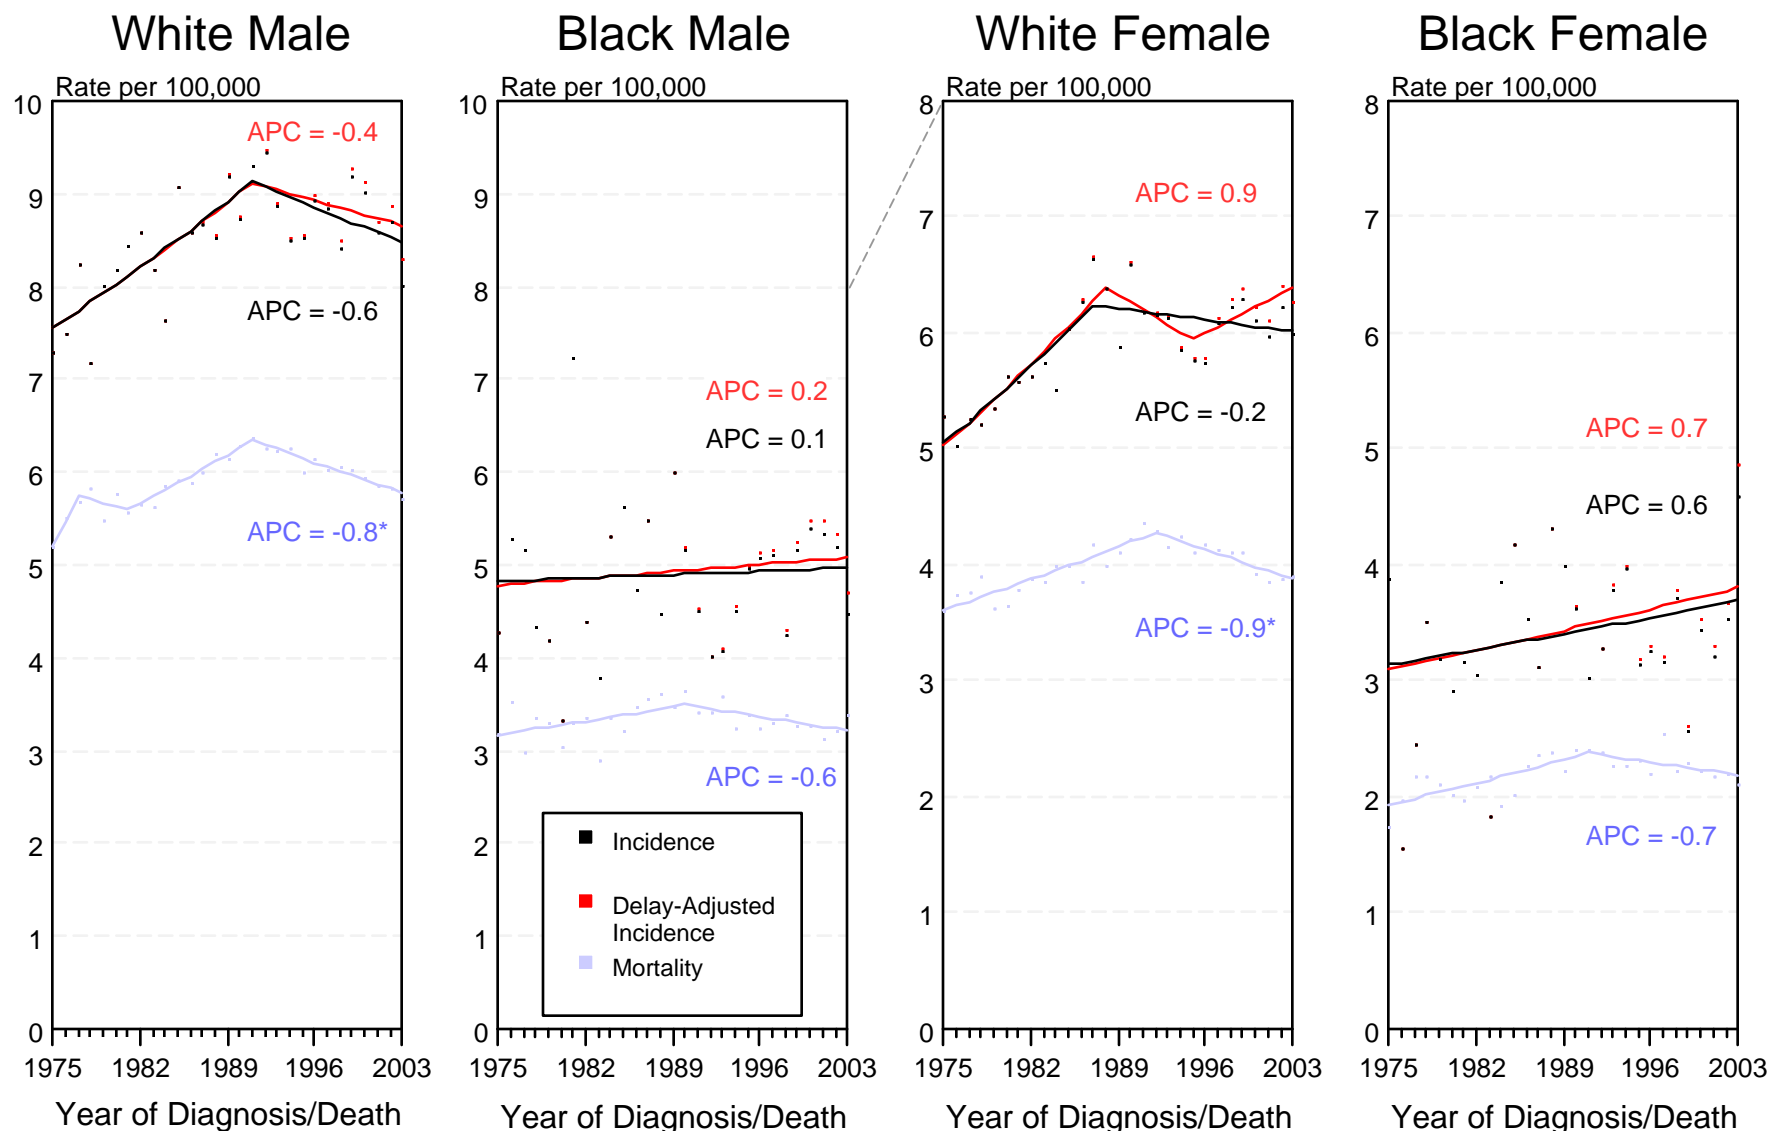 White Male
Black Male
White Female
Black Female
Rate per 100,000
Rate per 100,000
Rate per 100,000
Rate per 100,000
10
9
8
7
6
5
4
3
2
1
0
APC = -0.4
APC = -0.6
APC = -0.8*
1975
1982
1989
1996
2003
Year of Diagnosis/Death
10
9
8
7
6
5
4
3
2
1
0
APC = 0.2
APC = 0.1
APC = -0.6
Incidence
Delay-Adjusted
Incidence
Mortality
1975
1982
1989
1996
2003
Year of Diagnosis/Death
8
7
6
5
4
3
2
1
0
APC = 0.9
APC = -0.2
APC = -0.9*
1975
1982
1989
1996
2003
Year of Diagnosis/Death
8
7
6
5
4
3
2
1
0
APC = 0.7
APC = 0.6
APC = -0.7
1975
1982
1989
1996
2003
Year of Diagnosis/Death